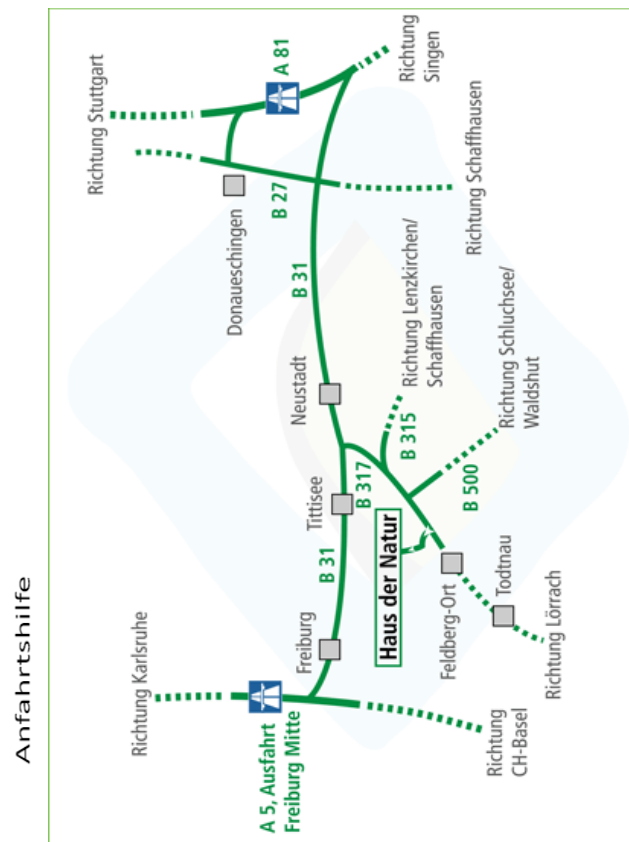 Anfahrtshilfe
Richtung Karlsruhe
A 5, Ausfahrt
Freiburg Mitte
Richtung
CH-Basel
Freiburg
B 31
Tittisee
Haus der Natur
Feldberg-Ort
Todtnau
Richtung Lörrach
B 317
B 315
B 500
Richtung Lenzkirchen/
Schaffhausen
Richtung Schluchsee/
Waldshut
Neustadt
B 31
Donaueschingen
B 27
Richtung Schaffhausen
Richtung Stuttgart
A 81
Richtung
Singen